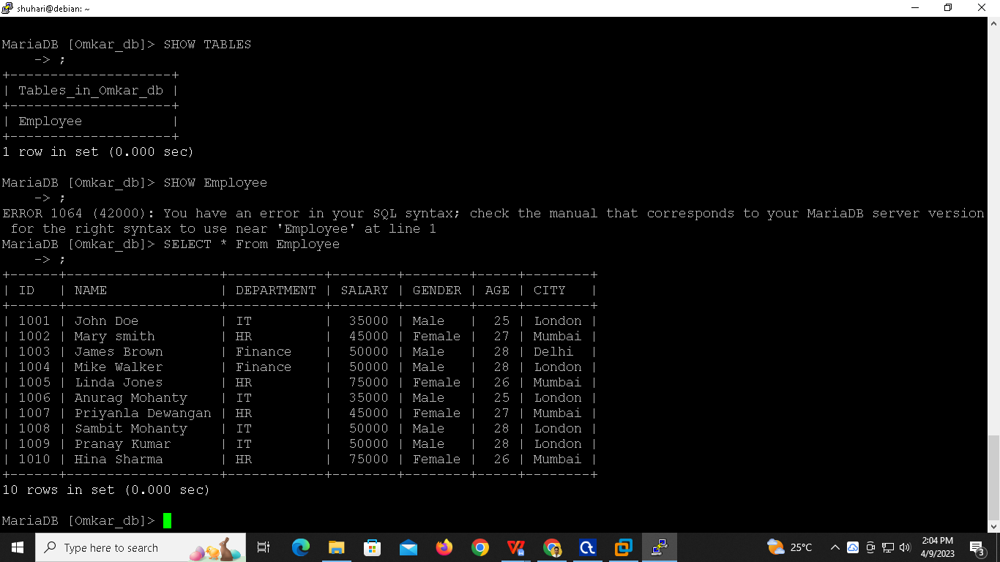 shuhari@debian: ~
MariaDB [Omkar_db]> SHOW TABLES
    -> ;
+--------------------+
| Tables_in_Omkar_db |
+--------------------+
| Employee           |
+--------------------+
1 row in set (0.000 sec)
MariaDB [Omkar_db]> SHOW Employee
    -> ;
ERROR 1064 (42000): You have an error in your SQL syntax; check the manual that corresponds to your MariaDB server version
 for the right syntax to use near 'Employee' at line 1
MariaDB [Omkar_db]> SELECT * From Employee
    -> ;
+------+-------------------+------------+--------+--------+-----+--------+
| ID   | NAME              | DEPARTMENT | SALARY | GENDER | AGE | CITY   |
+------+-------------------+------------+--------+--------+-----+--------+
| 1001 | John Doe          | IT         |  35000 | Male   |  25 | London |
| 1002 | Mary smith        | HR         |  45000 | Female |  27 | Mumbai |
| 1003 | James Brown       | Finance    |  50000 | Male   |  28 | Delhi  |
| 1004 | Mike Walker       | Finance    |  50000 | Male   |  28 | London |
| 1005 | Linda Jones       | HR         |  75000 | Female |  26 | Mumbai |
| 1006 | Anurag Mohanty    | IT         |  35000 | Male   |  25 | London |
| 1007 | Priyanla Dewangan | HR         |  45000 | Female |  27 | Mumbai |
| 1008 | Sambit Mohanty    | IT         |  50000 | Male   |  28 | London |
| 1009 | Pranay Kumar      | IT         |  50000 | Male   |  28 | London |
| 1010 | Hina Sharma       | HR         |  75000 | Female |  26 | Mumbai |
+------+-------------------+------------+--------+--------+-----+--------+
10 rows in set (0.000 sec)
MariaDB [Omkar_db]>
Type here to search
25°C
2:04 PM
4/9/2023
3